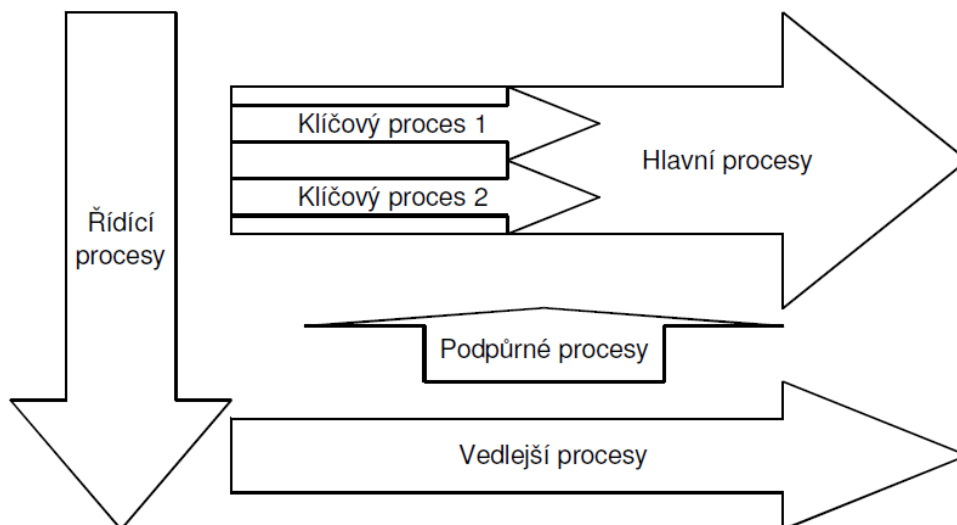 Klíčový proces 1
Hlavní procesy
Klíčový proces 2
Řídící
procesy
Podpůrné procesy
Vedlejší procesy